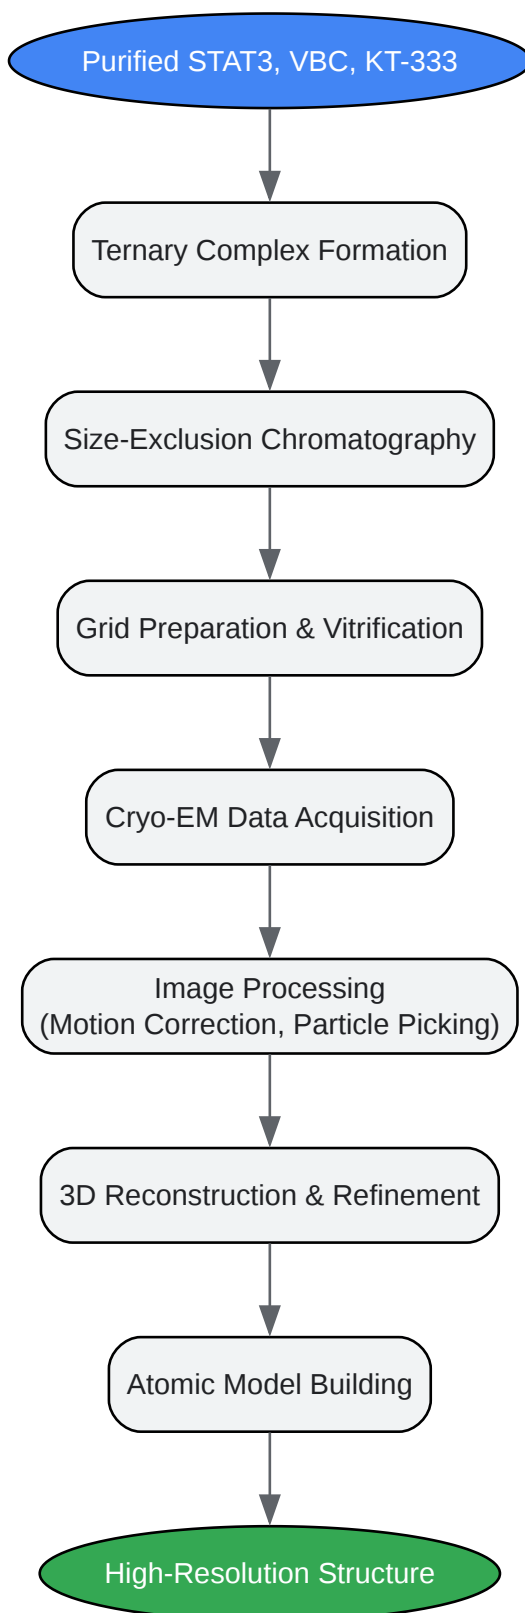 Purified STAT3, VBC, KT-333
Ternary Complex Formation
Size-Exclusion Chromatography
Grid Preparation & Vitrification
Cryo-EM Data Acquisition
Image Processing
(Motion Correction, Particle Picking)
3D Reconstruction & Refinement
Atomic Model Building
High-Resolution Structure